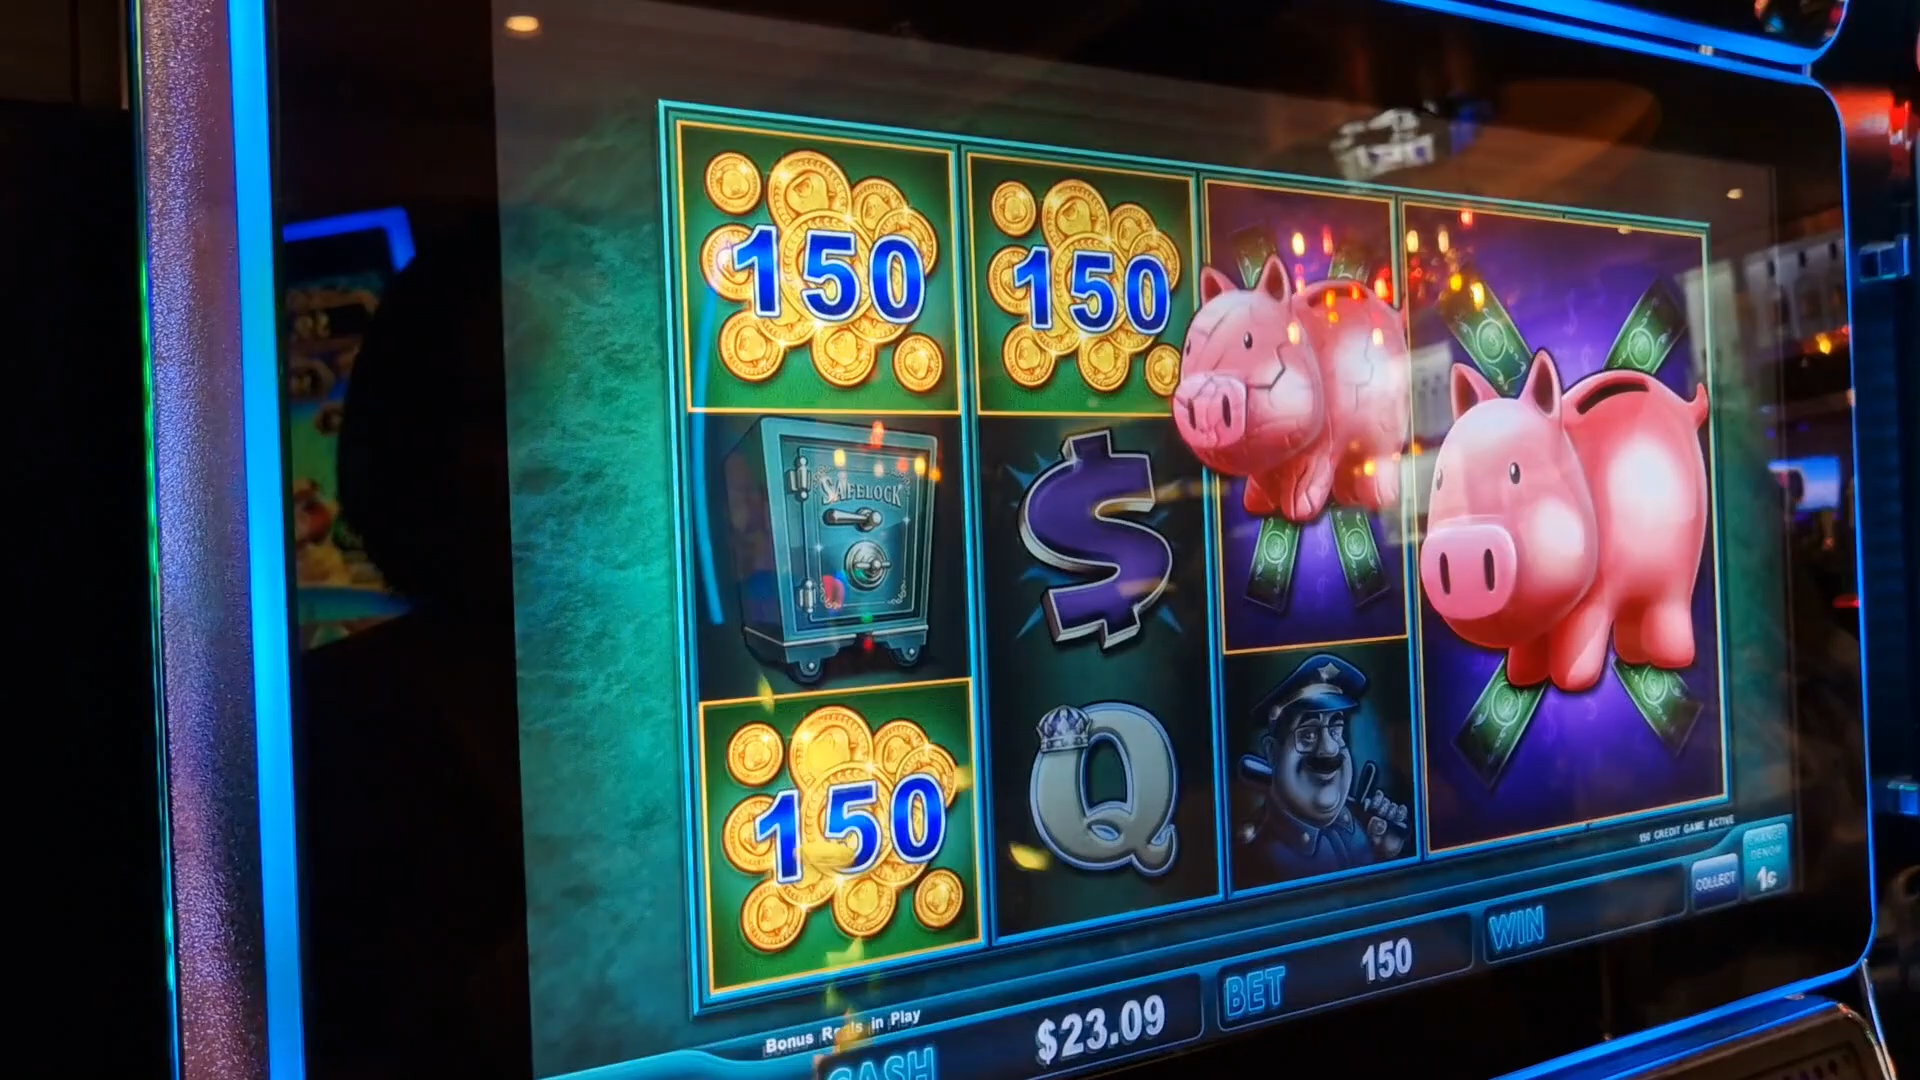 150
150
SAFELOCK
$
Q
150
150 CREDIT GAME ACTIVE
CHANGE
DENOM
1¢
COLLECT
WIN
BET 150
Bonus Reels in Play
CASH $23.09